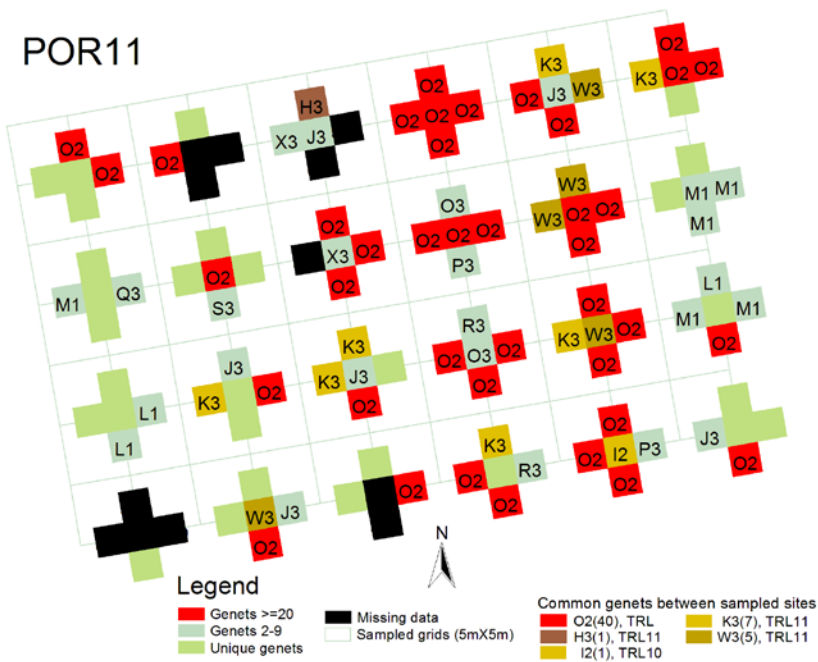 POR11
O2
O2
O2
H3
X3 J3
O2
O2 O2 O2
O2
K3
O2 J3 W3
O2
O2
K3 O2 O2
M1 Q3
O2
S3
O2
X3 O2
O2
O3
O2 O2 O2
P3
W3
W3 O2 O2
O2
M1 M1
M1
L1
L1
J3
K3 O2
K3
K3 J3
O2
R3
O2 O3 O2
O2
O2
K3 W3 O2
O2
L1
M1 M1
O2
W3 J3
O2
O2
K3
O2 R3
O2
O2
O2 I2 P3
O2
J3
O2
N
Legend
Genets >=20
Genets 2-9
Unique genets
Missing data
Sampled grids (5mX5m)
Common genets between sampled sites
O2(40), TRL
H3(1), TRL11
I2(1), TRL10
K3(7), TRL11
W3(5), TRL11